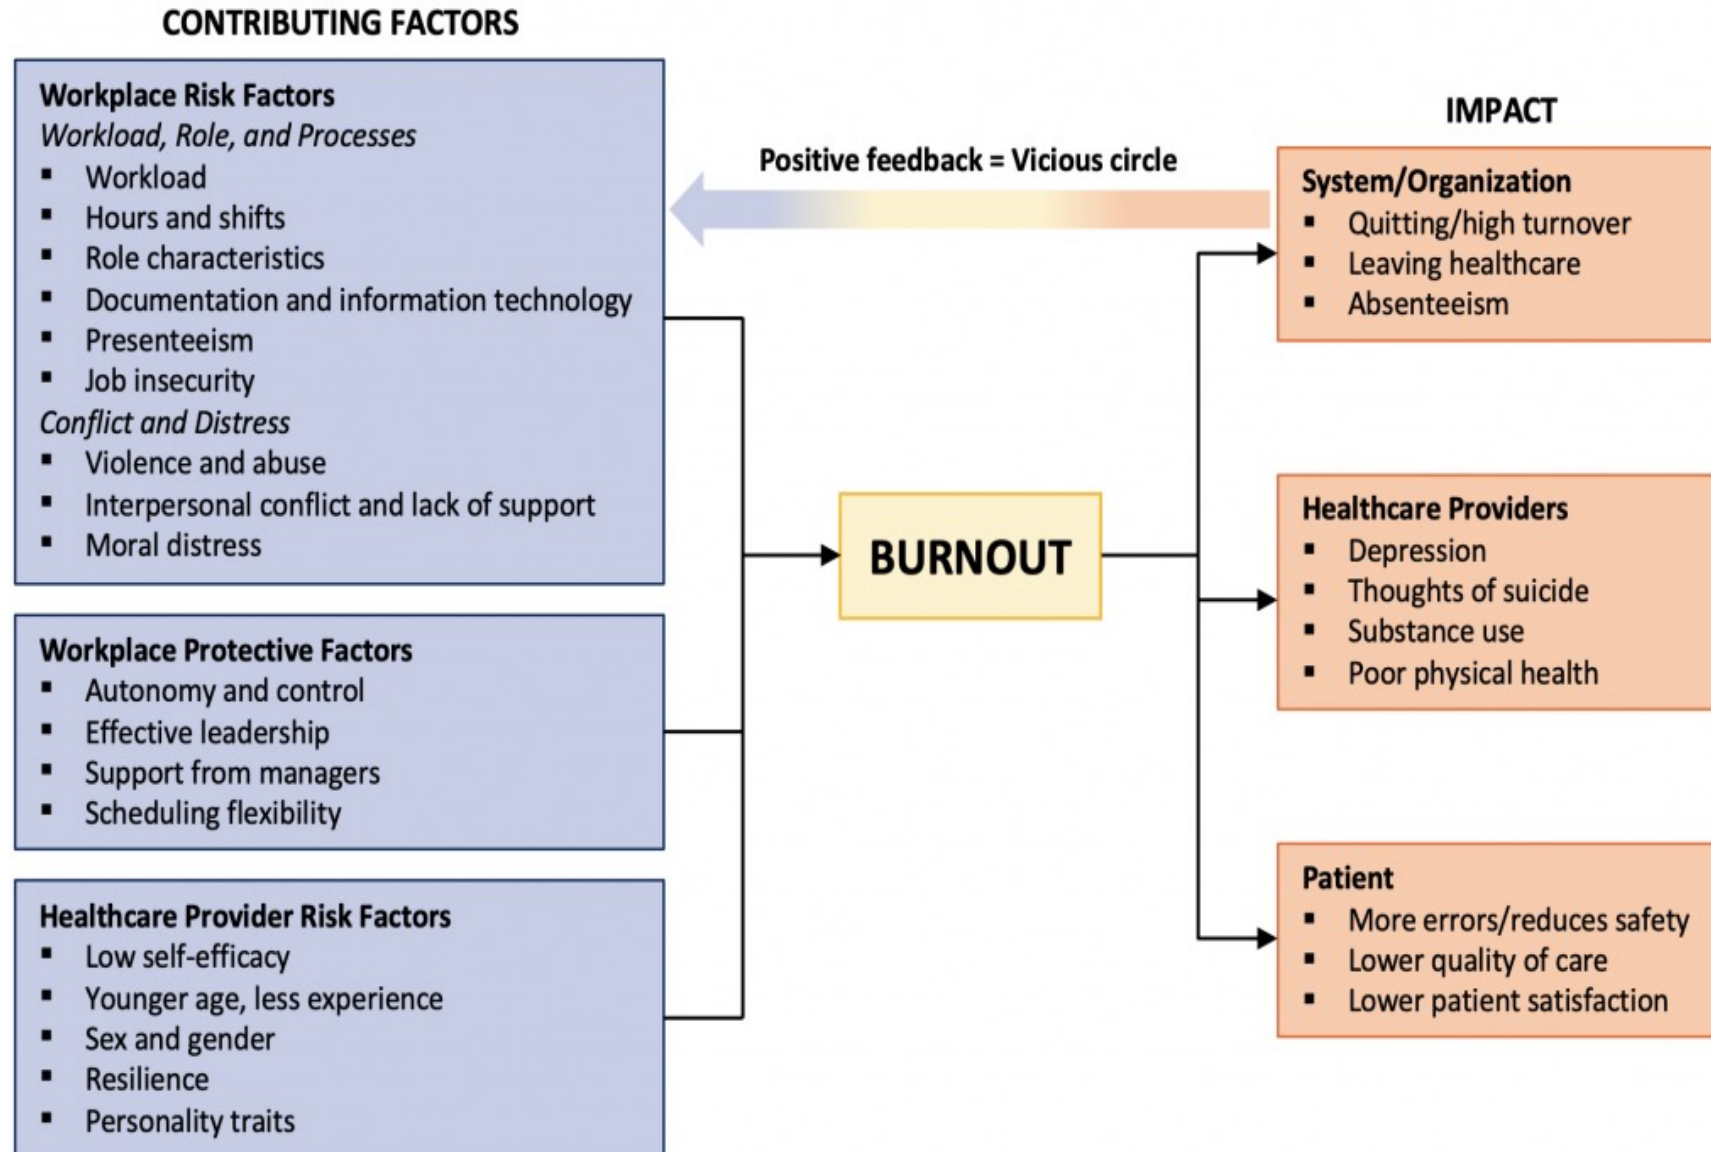 CONTRIBUTING FACTORS
Workplace Risk Factors
Workload, Role, and Processes
▪ Workload
▪ Hours and shifts
▪ Role characteristics
▪ Documentation and information technology
▪ Presenteeism
▪ Job insecurity
Conflict and Distress
▪ Violence and abuse
▪ Interpersonal conflict and lack of support
▪ Moral distress
Workplace Protective Factors
▪ Autonomy and control
▪ Effective leadership
▪ Support from managers
▪ Scheduling flexibility
Healthcare Provider Risk Factors
▪ Low self-efficacy
▪ Younger age, less experience
▪ Sex and gender
▪ Resilience
▪ Personality traits
Positive feedback = Vicious circle
BURNOUT
IMPACT
System/Organization
▪ Quitting/high turnover
▪ Leaving healthcare
▪ Absenteeism
Healthcare Providers
▪ Depression
▪ Thoughts of suicide
▪ Substance use
▪ Poor physical health
Patient
▪ More errors/reduces safety
▪ Lower quality of care
▪ Lower patient satisfaction